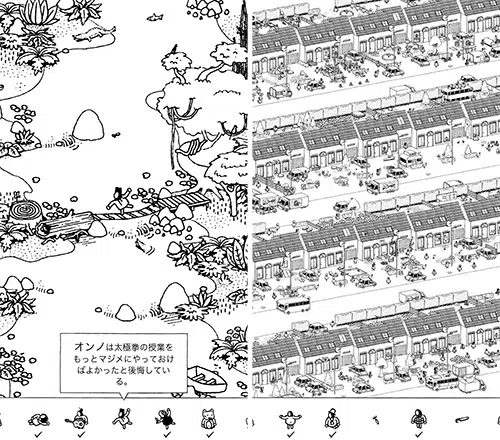 オンノは太極拳の授業を
もっとマジメにやっておけ
ばよかったと後悔してい
る。